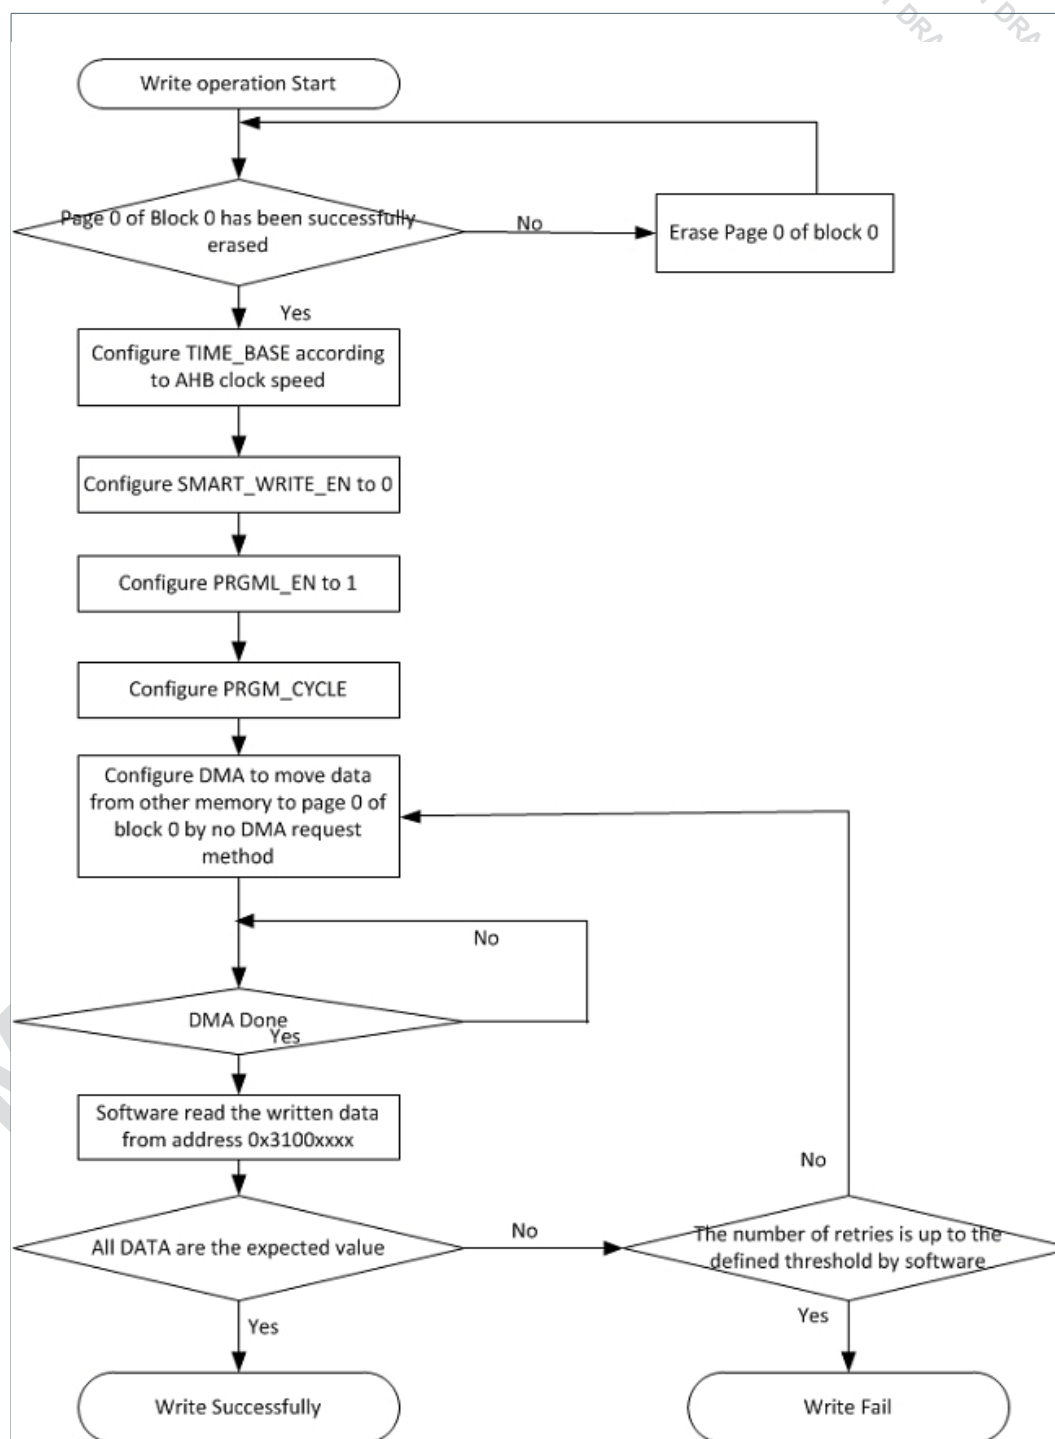 DRA
DRA
Write operation Start
Page 0 of Block 0 has been successfully
erased
No
Erase Page 0 of block 0
Yes
Configure TIME_BASE according
to AHB clock speed
Configure SMART_WRITE_EN to 0
Configure PRGML_EN to 1
Configure PRGM_CYCLE
Configure DMA to move data
from other memory to page 0 of
block 0 by no DMA request
method
No
DMA Done
Yes
Software read the written data
from address 0x3100xxxx
No
All DATA are the expected value
No
The number of retries is up to the
defined threshold by software
Yes
Yes
Write Successfully
Write Fail